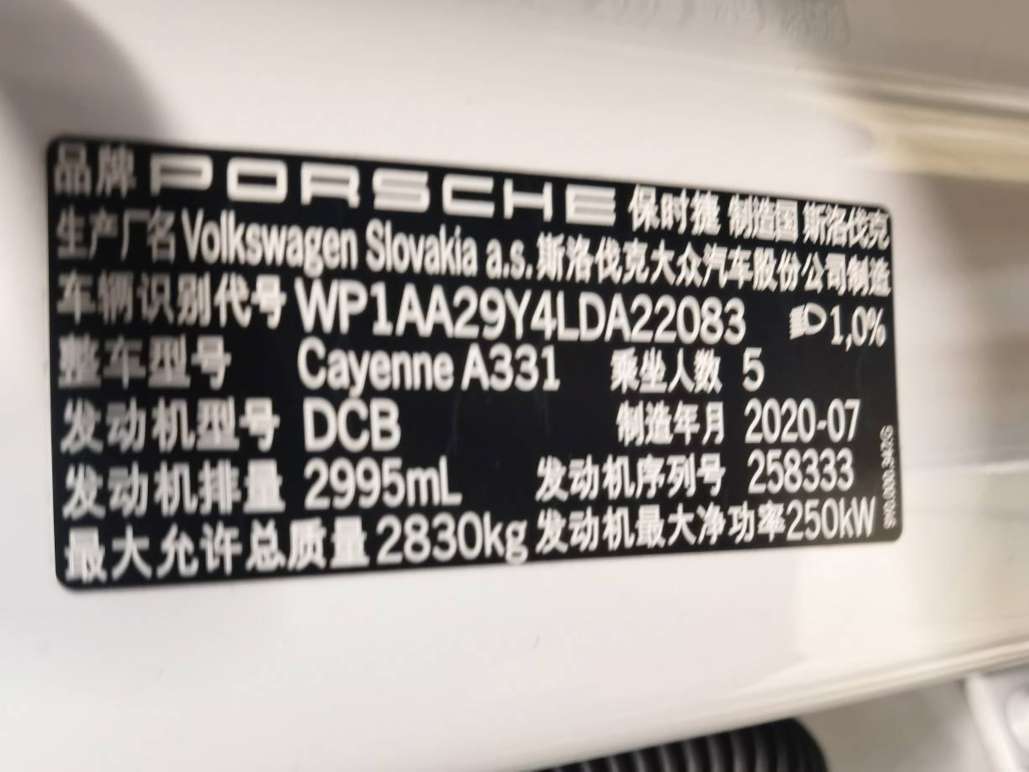 品牌 PORSCHE 保时捷 制造国 斯洛伐克
生产厂名 Volkswagen Slovakia a.s. 斯洛伐克大众汽车股份公司制造
车辆识别代号 WP1AA29Y4LDA22083 1,0%
整车型号 Cayenne A331 乘坐人数 5
发动机型号 DCB 制造年月 2020-07
发动机排量 2995mL 发动机序列号 258333
最大允许总质量 2830kg 发动机最大净功率 250kW